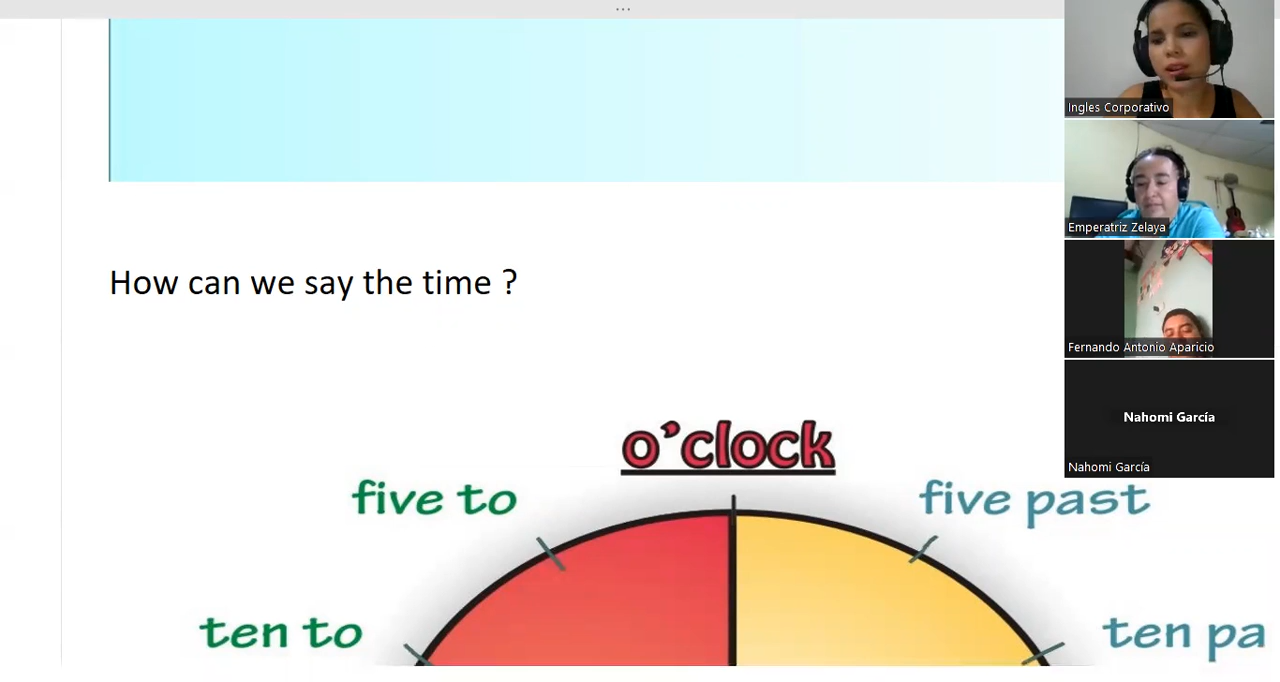 ...
Ingles Corporativo
Emperatriz Zelaya
How can we say the time ?
Fernando Antonio Aparicio
Nahomi García
Nahomi García
o'clock
five to
five past
ten to
ten pa